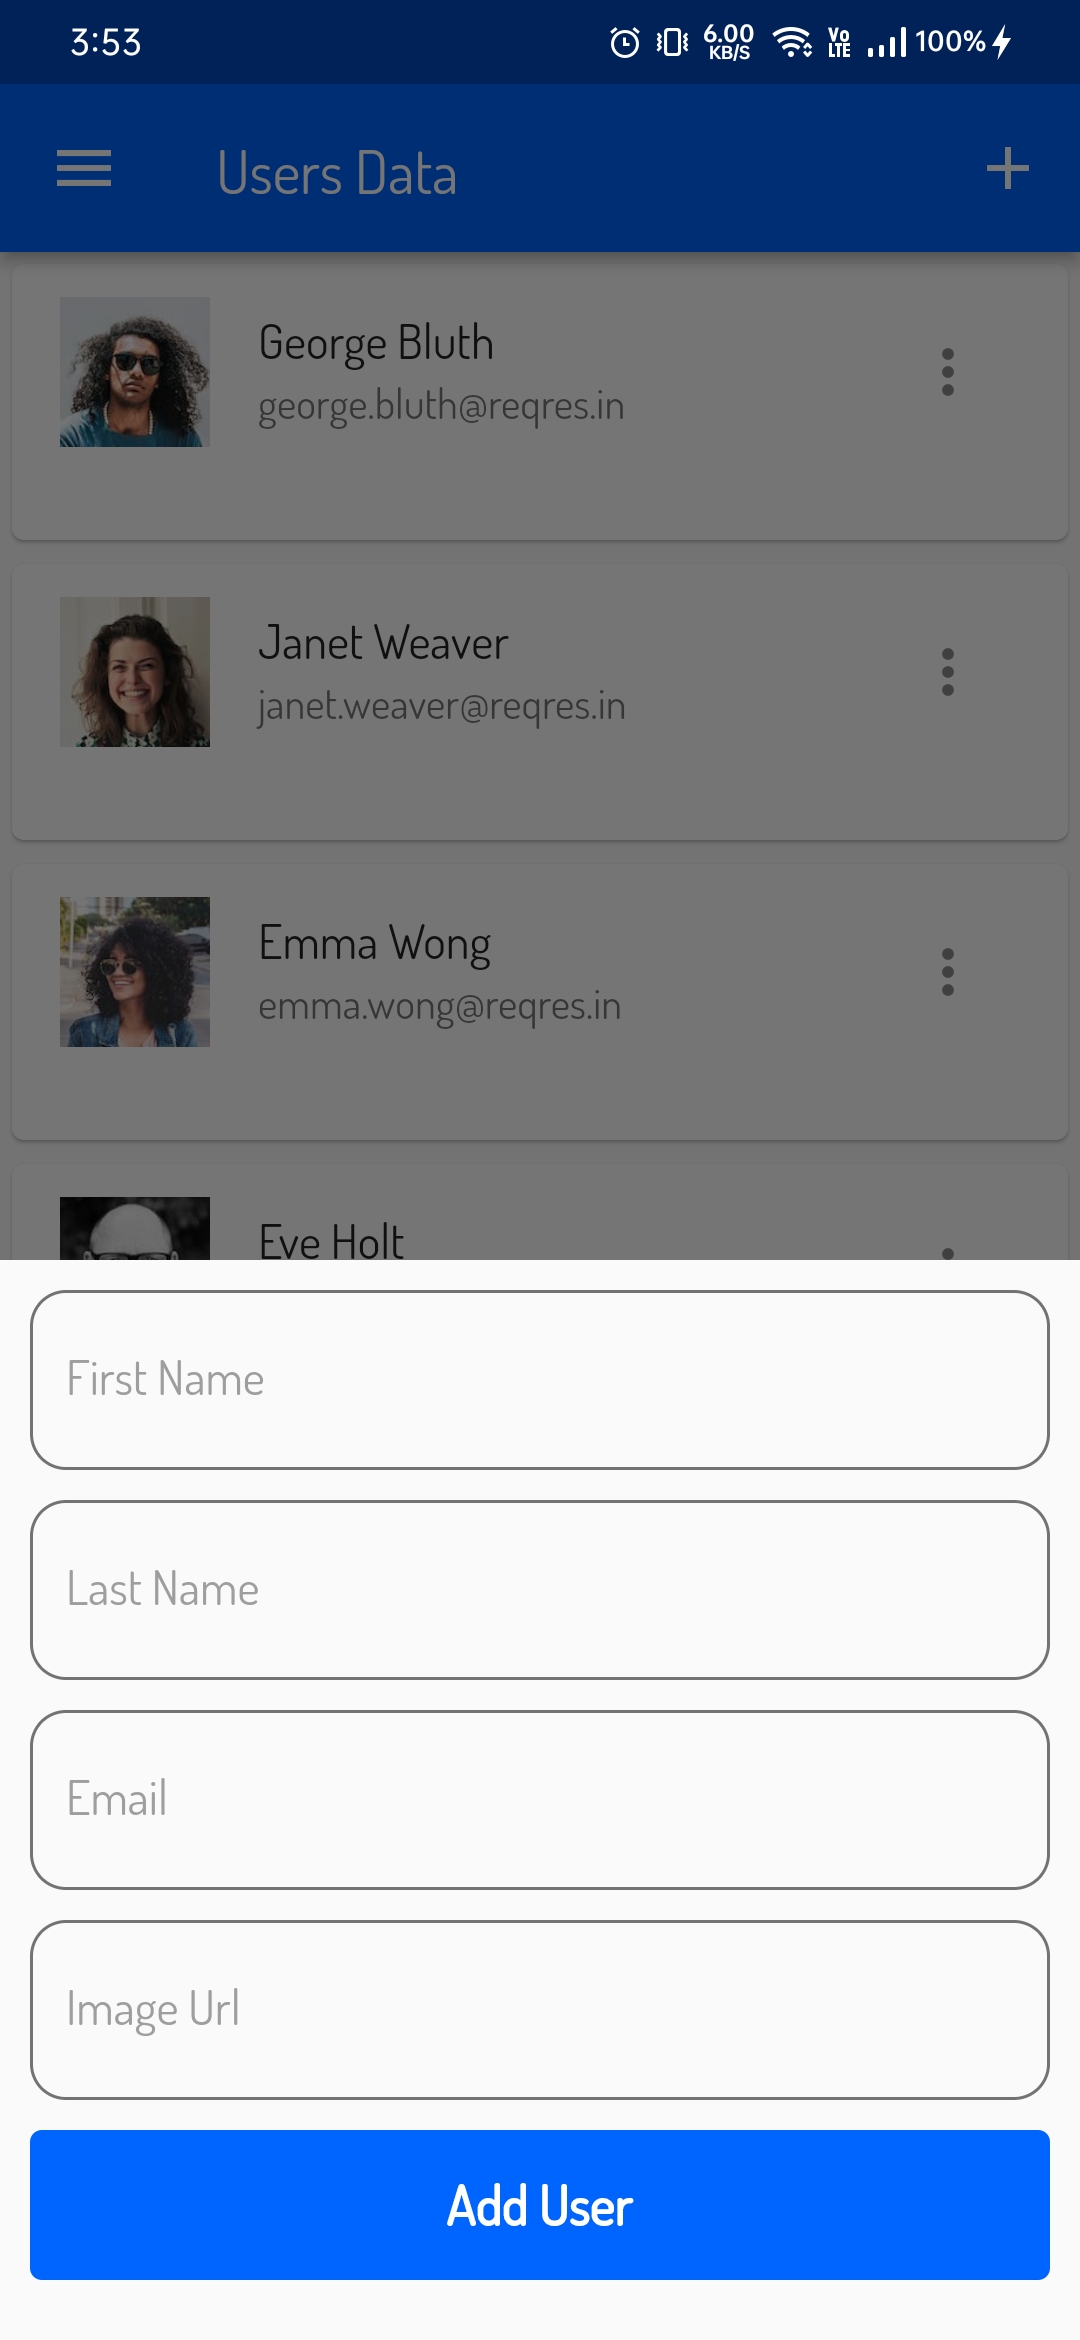 3:53
6.00
KB/S
Vo
LTE
100%
Users Data
George Bluth
george.bluth@reqres.in
Janet Weaver
janet.weaver@reqres.in
Emma Wong
emma.wong@reqres.in
Eve Holt
First Name
Last Name
Email
Image Url
Add User